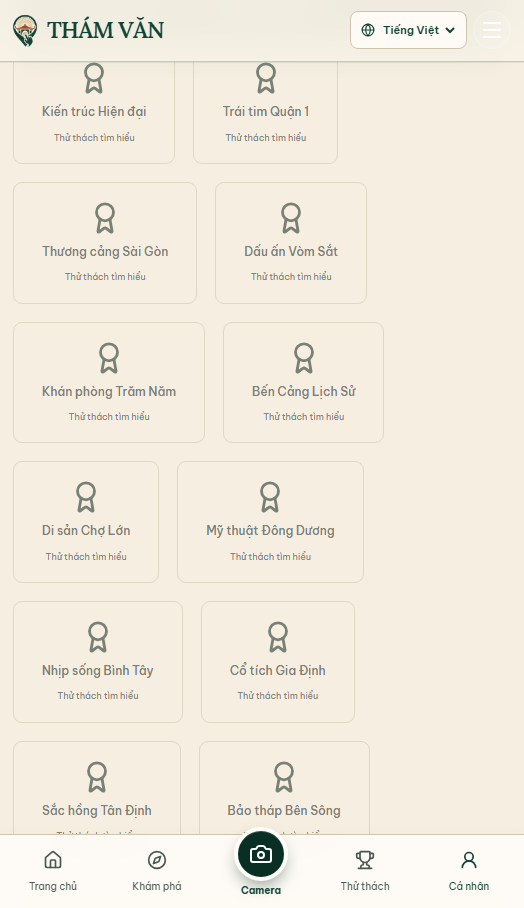 THÁM VĂN
Tiếng Việt
Kiến trúc Hiện đại
Trái tim Quận 1
Thử thách tìm hiểu
Thử thách tìm hiểu
Thương cảng Sài Gòn
Dấu ấn Vòm Sắt
Thử thách tìm hiểu
Thử thách tìm hiểu
Khán phòng Trăm Năm
Bến Cảng Lịch Sử
Thử thách tìm hiểu
Thử thách tìm hiểu
Di sản Chợ Lớn
Mỹ thuật Đông Dương
Thử thách tìm hiểu
Thử thách tìm hiểu
Nhịp sống Bình Tây
Cổ tích Gia Định
Thử thách tìm hiểu
Thử thách tìm hiểu
Sắc hồng Tân Định
Bảo tháp Bên Sông
Trang chủ
Khám phá
Camera
Thử thách
Cá nhân